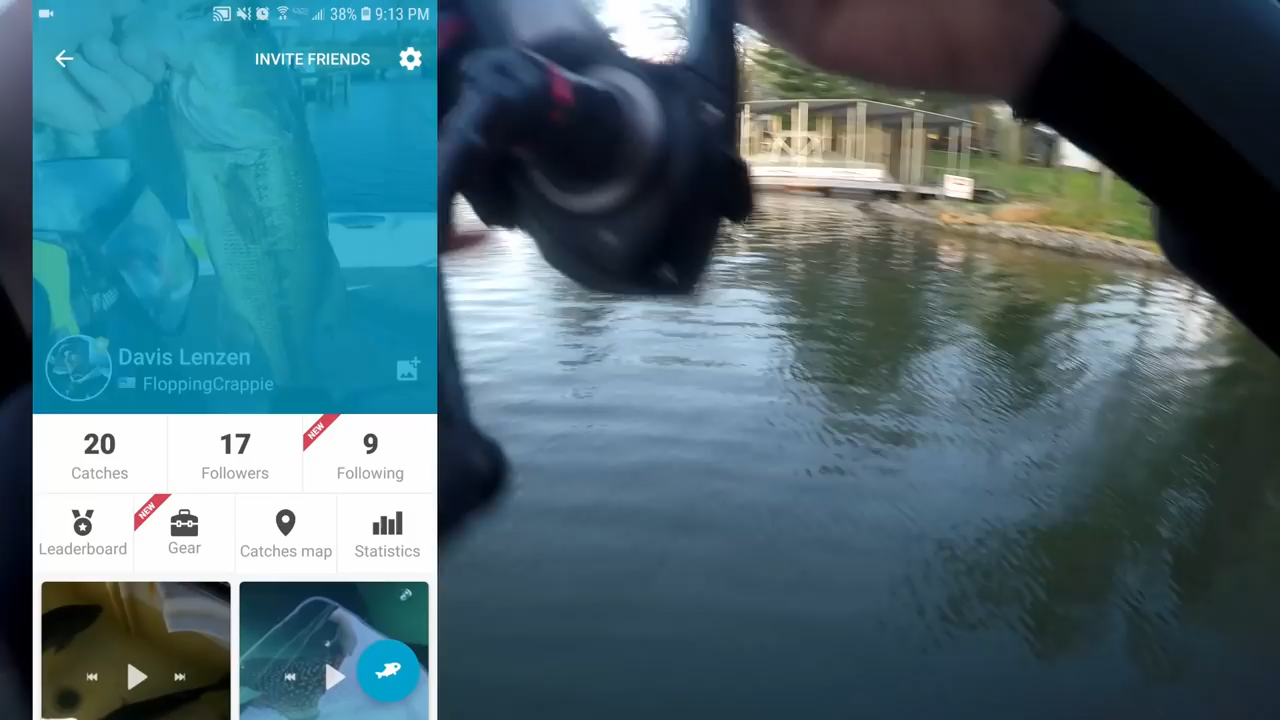 38% 9:13 PM
INVITE FRIENDS
Davis Lenzen
FloppingCrappie
20
Catches
17
Followers
NEW
9
Following
Leaderboard
NEW
Gear
Catches map
Statistics